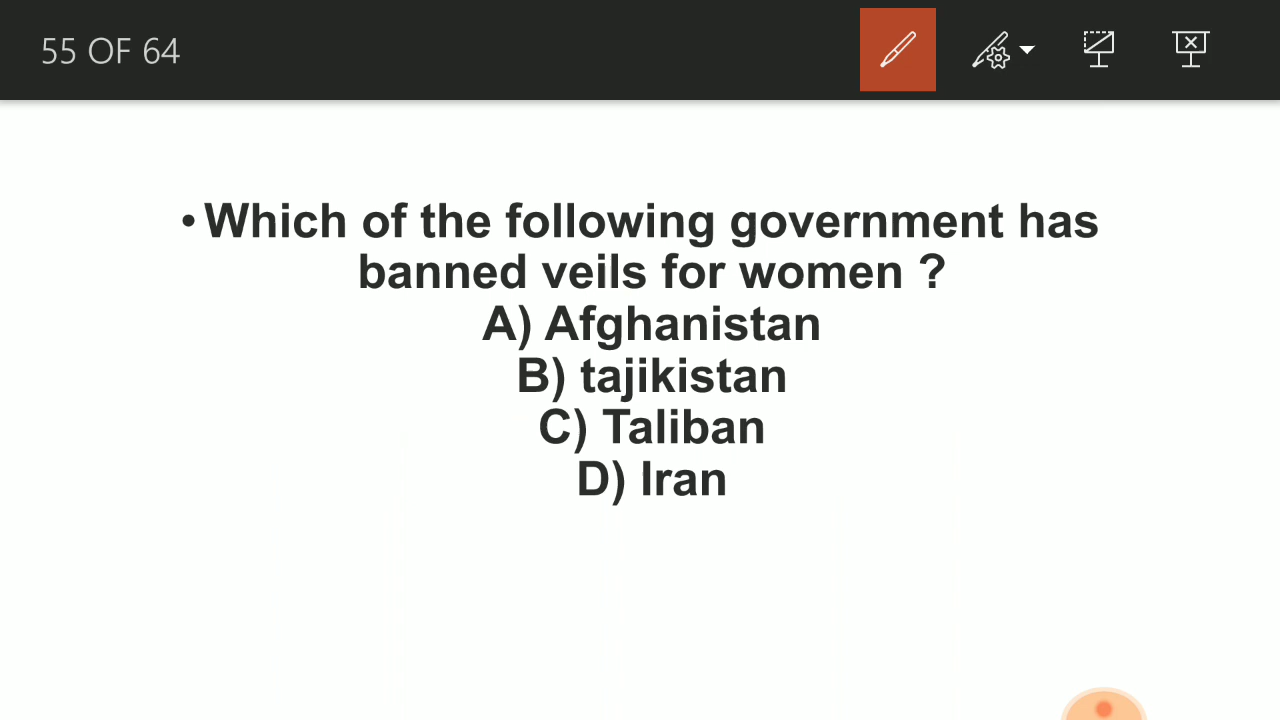 55 OF 64
• Which of the following government has
banned veils for women ?
A) Afghanistan
B) tajikistan
C) Taliban
D) Iran